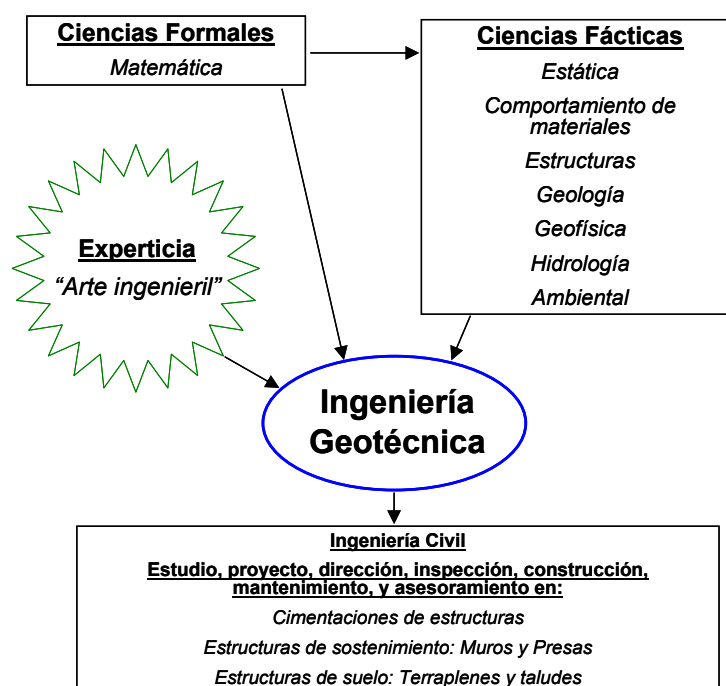 Ciencias Formales
Matemática
Ciencias Fácticas
Estática
Comportamiento de
materiales
Estructuras
Geología
Geofísica
Hidrología
Ambiental
Experticia
“Arte ingenieril”
Ingeniería
Geotécnica
Ingeniería Civil
Estudio, proyecto, dirección, inspección, construcción,
mantenimiento, y asesoramiento en:
Cimentaciones de estructuras
Estructuras de sostenimiento: Muros y Presas
Estructuras de suelo: Terraplenes y taludes